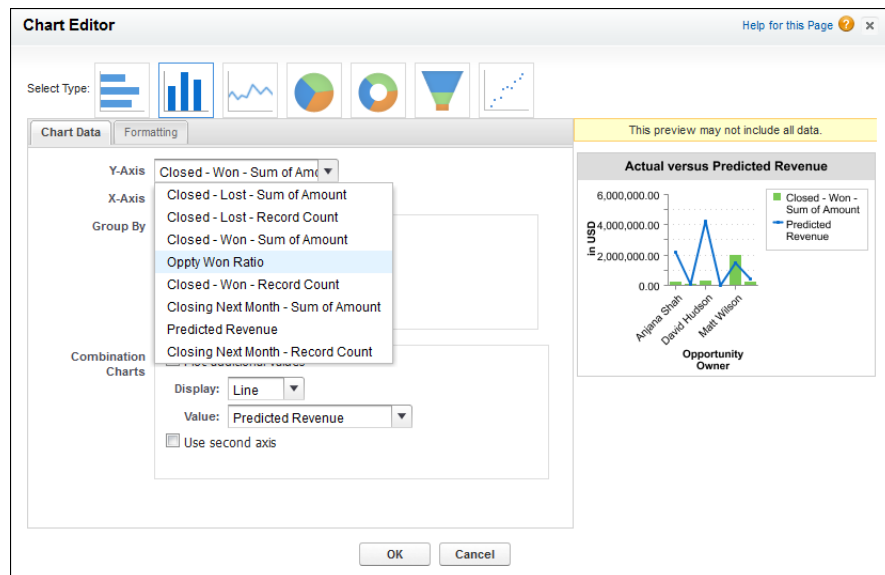 Chart Editor
Help for this Page
Select Type:
Chart Data
Formatting
Y-Axis
Closed - Won - Sum of Am
X-Axis
Group By
Closed - Lost - Sum of Amount
Closed - Lost - Record Count
Closed - Won - Sum of Amount
Oppty Won Ratio
Closed - Won - Record Count
Closing Next Month - Sum of Amount
Predicted Revenue
Closing Next Month - Record Count
Combination
Charts
Display:
Line
Value:
Predicted Revenue
Use second axis
OK
Cancel
This preview may not include all data.
Actual versus Predicted Revenue
6,000,000.00
4,000,000.00
2,000,000.00
0.00
in USD
Anjana Shah
David Hudson
Matt Wilson
Opportunity
Owner
Closed - Won -
Sum of Amount
Predicted
Revenue